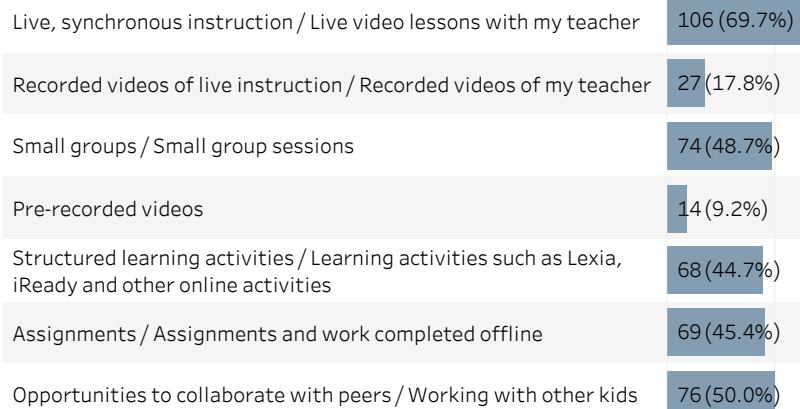 Live, synchronous instruction / Live video lessons with my teacher 106 (69.7%)
Recorded videos of live instruction / Recorded videos of my teacher 27 (17.8%)
Small groups / Small group sessions 74 (48.7%)
Pre-recorded videos 14 (9.2%)
Structured learning activities / Learning activities such as Lexia,
iReady and other online activities 68 (44.7%)
Assignments / Assignments and work completed offline 69 (45.4%)
Opportunities to collaborate with peers / Working with other kids 76 (50.0%)